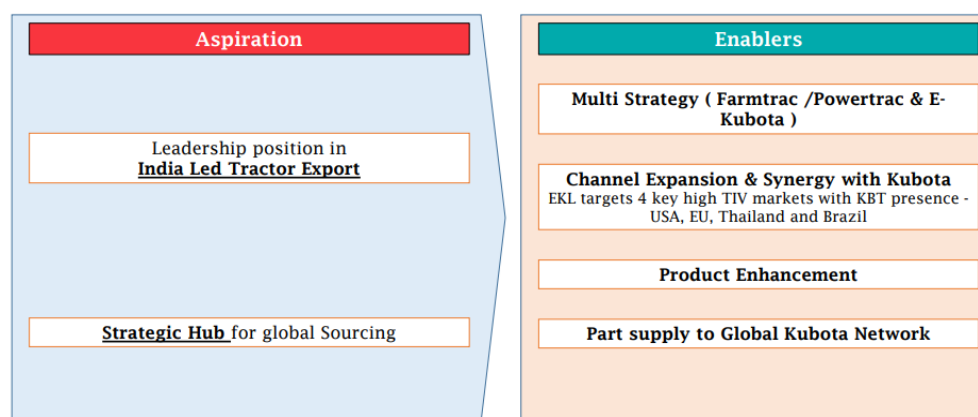 Aspiration
Leadership position in
India Led Tractor Export
Strategic Hub for global Sourcing
Enablers
Multi Strategy ( Farmtrac /Powertrac & E-
Kubota )
Channel Expansion & Synergy with Kubota
EKL targets 4 key high TIV markets with KBT presence -
USA, EU, Thailand and Brazil
Product Enhancement
Part supply to Global Kubota Network